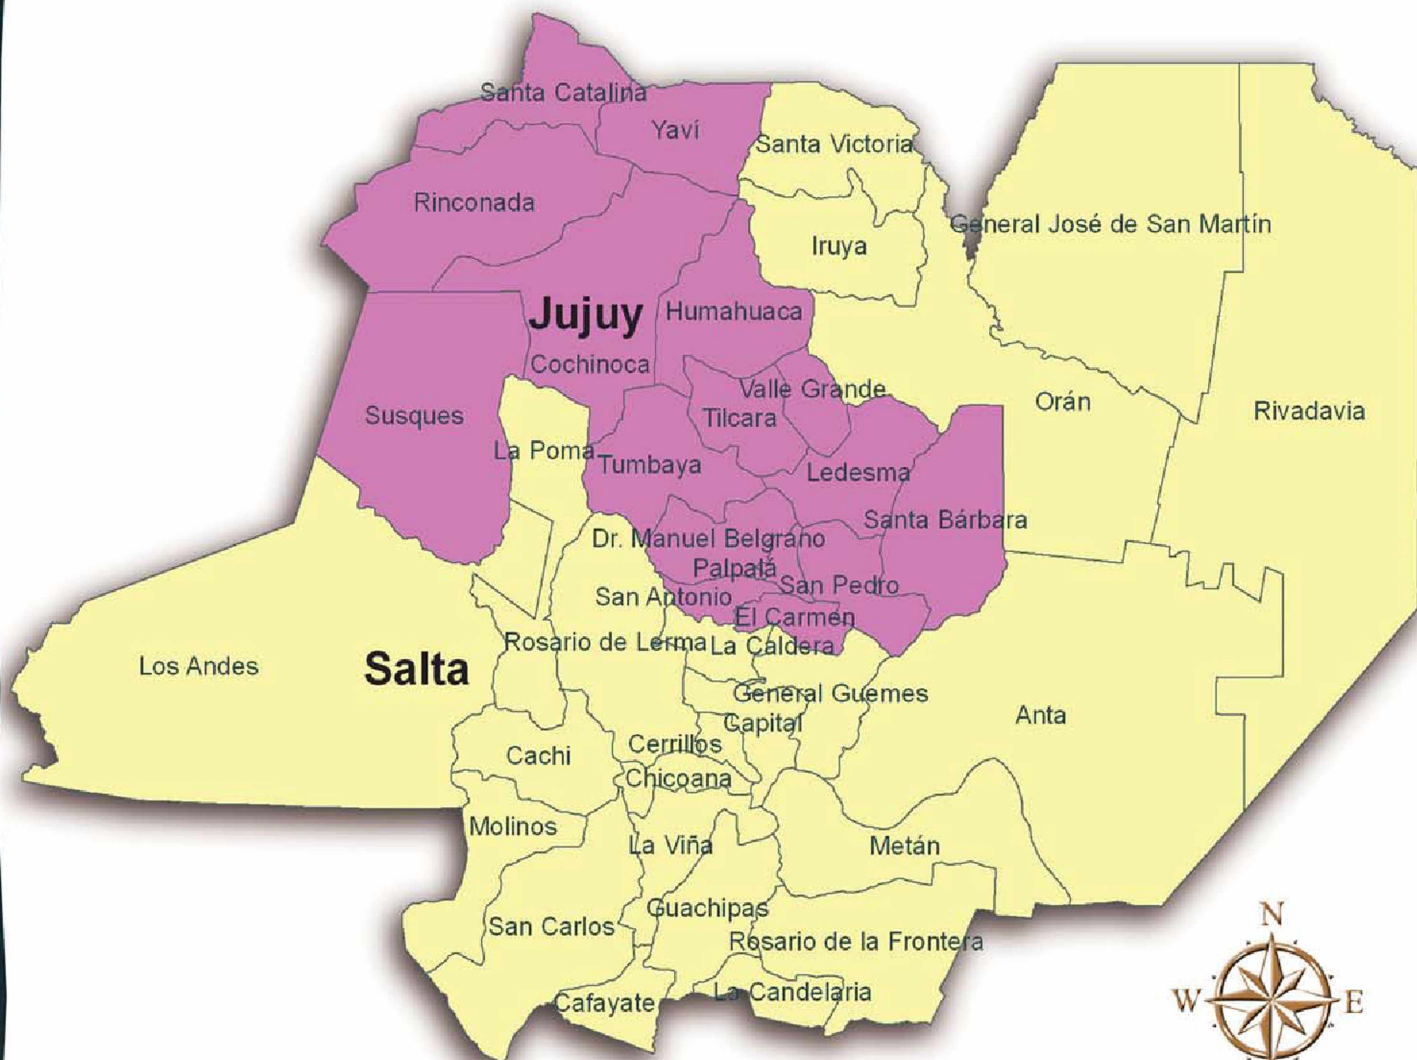 Santa Catalina
Yaví
Santa Victoria
Rinconada
General José de San Martín
Iruya
Jujuy
Humahuaca
Cochinoca
Valle Grande
Orán
Rivadavia
Susques
Tilcara
La Poma
Tumbaya
Ledesma
Santa Bárbara
Dr. Manuel Belgrano
Palpalá
San Pedro
San Antonio
El Carmen
Rosario de Lerma
La Caldera
Los Andes
Salta
General Guemes
Capital
Anta
Cerrillos
Cachi
Chicoana
Molinos
La Viña
Metán
Guachipas
San Carlos
Rosario de la Frontera
La Candelaria
Cafayate
N
W
E